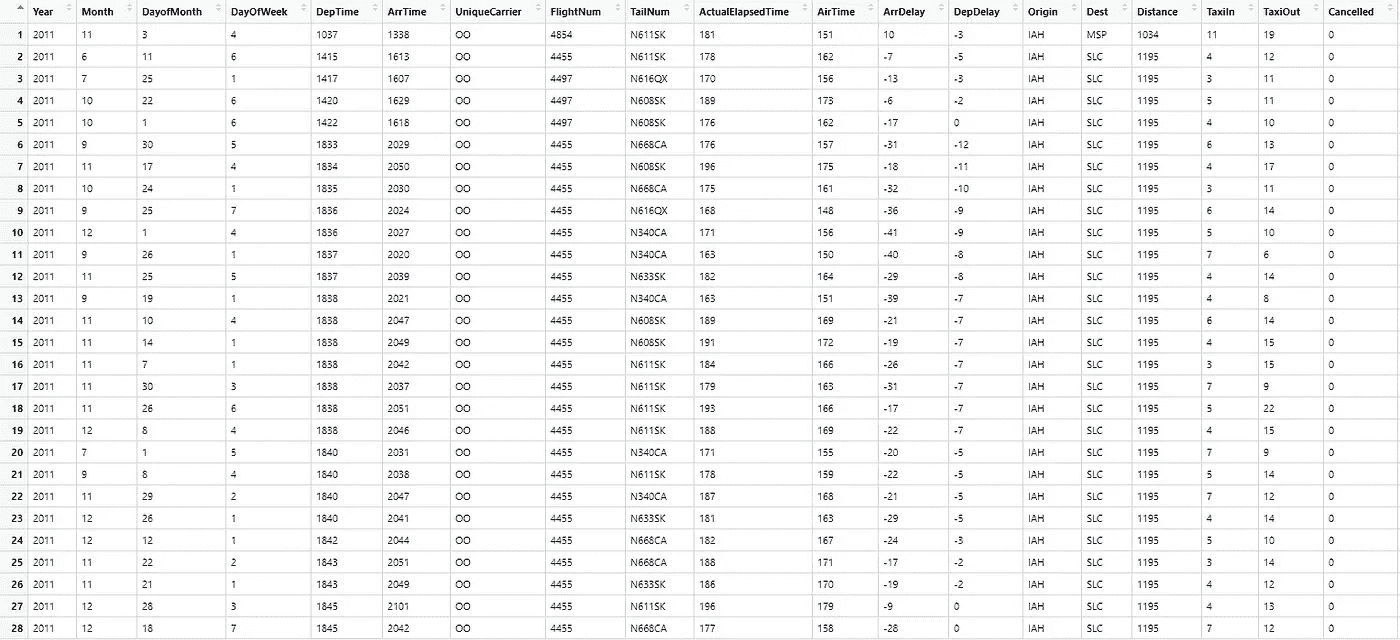 Year Month DayofMonth DayOfWeek DepTime ArrTime UniqueCarrier FlightNum TailNum ActualElapsedTime AirTime ArrDelay DepDelay Origin Dest Distance TaxiIn TaxiOut Cancelled
1 2011 11 3 4 1037 1338 OO 4854 N611SK 181 151 10 -3 IAH MSP 1034 11 19 0
2 2011 6 11 6 1415 1613 OO 4455 N611SK 178 162 -7 -5 IAH SLC 1195 4 12 0
3 2011 7 25 1 1417 1607 OO 4497 N616QX 170 156 -13 -3 IAH SLC 1195 3 11 0
4 2011 10 22 6 1420 1629 OO 4497 N608SK 189 173 -6 -2 IAH SLC 1195 5 11 0
5 2011 10 1 6 1422 1618 OO 4497 N608SK 176 162 -17 0 IAH SLC 1195 4 10 0
6 2011 9 30 5 1833 2029 OO 4455 N668CA 176 157 -31 -12 IAH SLC 1195 6 13 0
7 2011 11 17 4 1834 2050 OO 4455 N608SK 196 175 -18 -11 IAH SLC 1195 4 17 0
8 2011 10 24 1 1835 2030 OO 4455 N668CA 175 161 -32 -10 IAH SLC 1195 3 11 0
9 2011 9 25 7 1836 2024 OO 4455 N616QX 168 148 -36 -9 IAH SLC 1195 6 14 0
10 2011 12 1 4 1836 2027 OO 4455 N340CA 171 156 -41 -9 IAH SLC 1195 5 10 0
11 2011 9 26 1 1837 2020 OO 4455 N340CA 163 150 -40 -8 IAH SLC 1195 7 6 0
12 2011 11 25 5 1837 2039 OO 4455 N633SK 182 164 -29 -8 IAH SLC 1195 4 14 0
13 2011 9 19 1 1838 2021 OO 4455 N340CA 163 151 -39 -7 IAH SLC 1195 4 8 0
14 2011 11 10 4 1838 2047 OO 4455 N608SK 189 169 -21 -7 IAH SLC 1195 6 14 0
15 2011 11 14 1 1838 2049 OO 4455 N608SK 191 172 -19 -7 IAH SLC 1195 4 15 0
16 2011 11 7 1 1838 2042 OO 4455 N611SK 184 166 -26 -7 IAH SLC 1195 3 15 0
17 2011 11 30 3 1838 2037 OO 4455 N611SK 179 163 -31 -7 IAH SLC 1195 7 9 0
18 2011 11 26 6 1838 2051 OO 4455 N611SK 193 166 -17 -7 IAH SLC 1195 5 22 0
19 2011 12 8 4 1838 2046 OO 4455 N611SK 188 169 -22 -7 IAH SLC 1195 4 15 0
20 2011 7 1 5 1840 2031 OO 4455 N340CA 171 155 -20 -5 IAH SLC 1195 7 9 0
21 2011 9 8 4 1840 2038 OO 4455 N611SK 178 159 -22 -5 IAH SLC 1195 5 14 0
22 2011 11 29 2 1840 2047 OO 4455 N340CA 187 168 -21 -5 IAH SLC 1195 7 12 0
23 2011 12 26 1 1840 2041 OO 4455 N633SK 181 163 -29 -5 IAH SLC 1195 4 14 0
24 2011 12 12 1 1842 2044 OO 4455 N668CA 182 167 -24 -3 IAH SLC 1195 5 10 0
25 2011 11 22 2 1843 2051 OO 4455 N668CA 188 171 -17 -2 IAH SLC 1195 3 14 0
26 2011 11 21 1 1843 2049 OO 4455 N633SK 186 170 -19 -2 IAH SLC 1195 4 12 0
27 2011 12 28 3 1845 2101 OO 4455 N611SK 196 179 -9 0 IAH SLC 1195 4 13 0
28 2011 12 18 7 1845 2042 OO 4455 N668CA 177 158 -28 0 IAH SLC 1195 7 12 0